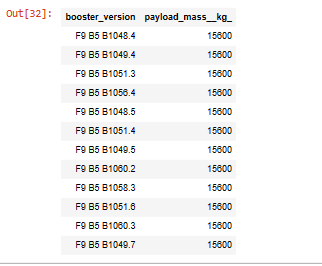 Out[32]:
booster_version payload_mass__kg_
F9 B5 B1048.4 15600
F9 B5 B1049.4 15600
F9 B5 B1051.3 15600
F9 B5 B1056.4 15600
F9 B5 B1048.5 15600
F9 B5 B1051.4 15600
F9 B5 B1049.5 15600
F9 B5 B1060.2 15600
F9 B5 B1058.3 15600
F9 B5 B1051.6 15600
F9 B5 B1060.3 15600
F9 B5 B1049.7 15600